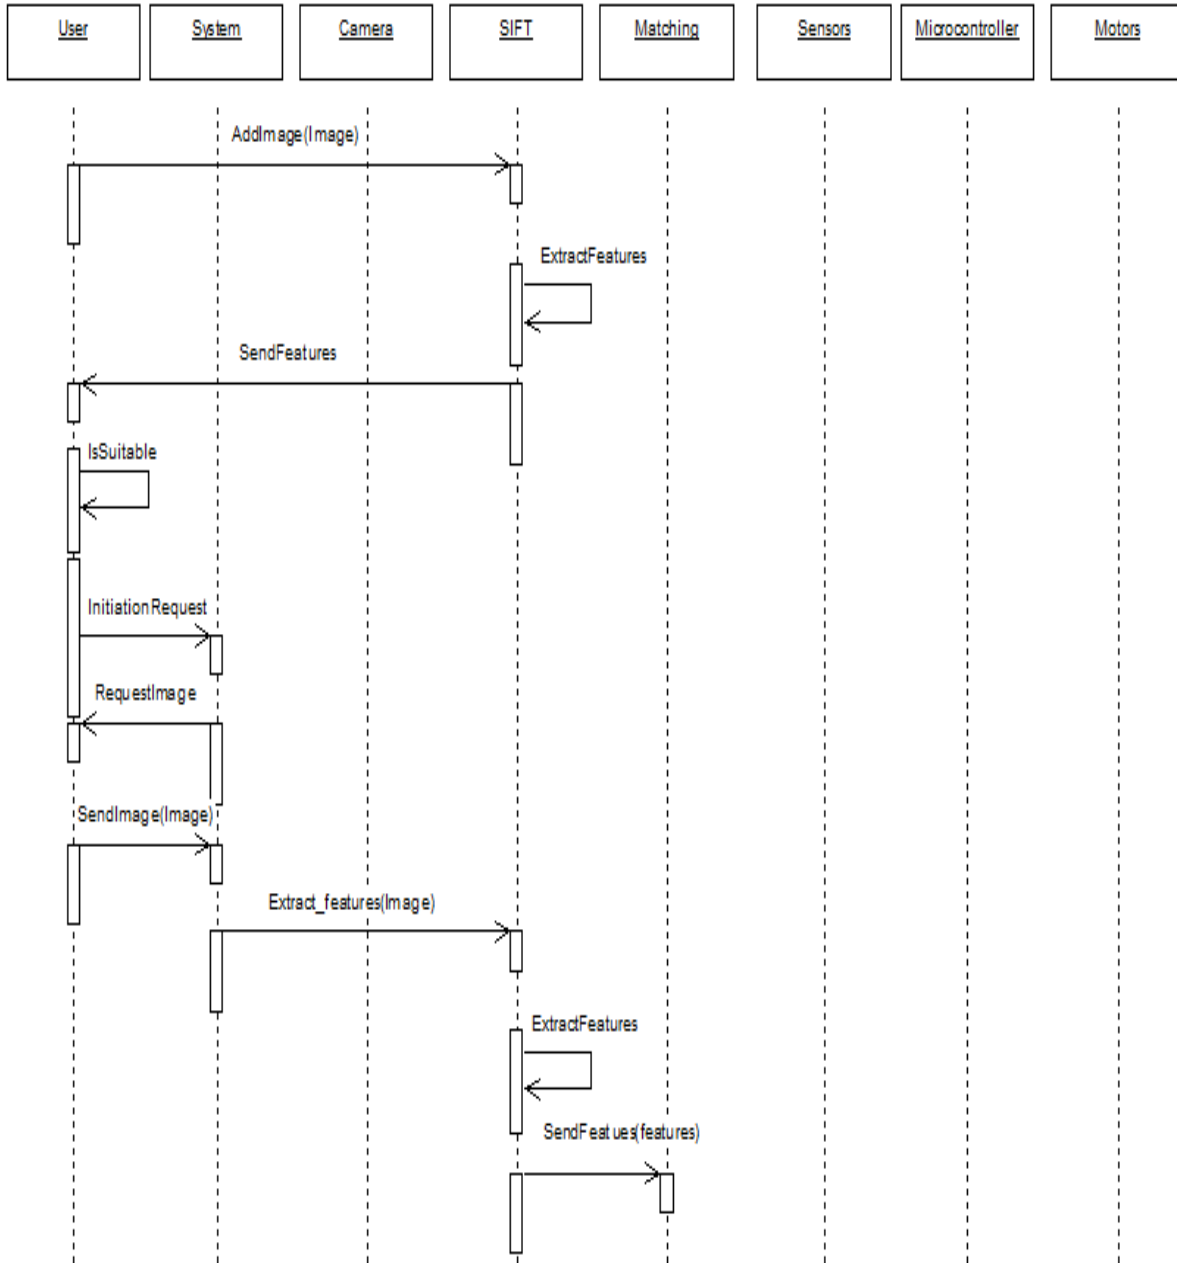 User
System
Camera
SIFT
Matching
Sensors
Microcontroller
Motors
AddImage(Image)
ExtractFeatures
SendFeatures
IsSuitable
InitiationRequest
RequestImage
SendImage(Image)
Extract_features(Image)
ExtractFeatures
SendFeatues(features)